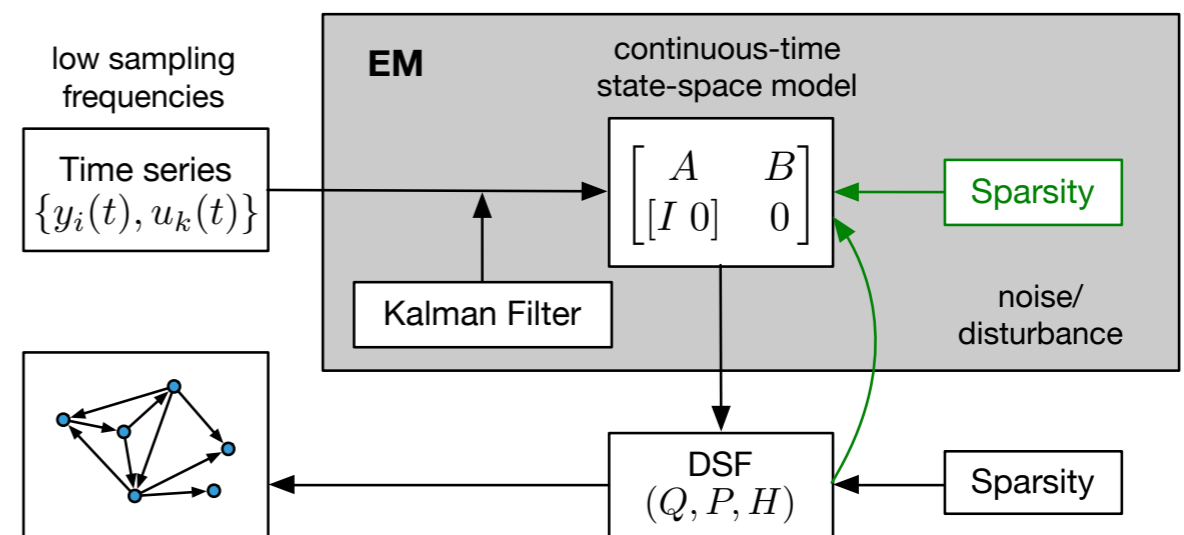 low sampling
frequencies
Time series
{y_i(t), u_k(t)}
EM
continuous-time
state-space model
A B
[I 0] 0
Sparsity
Kalman Filter
noise/
disturbance
DSF
(Q, P, H)
Sparsity